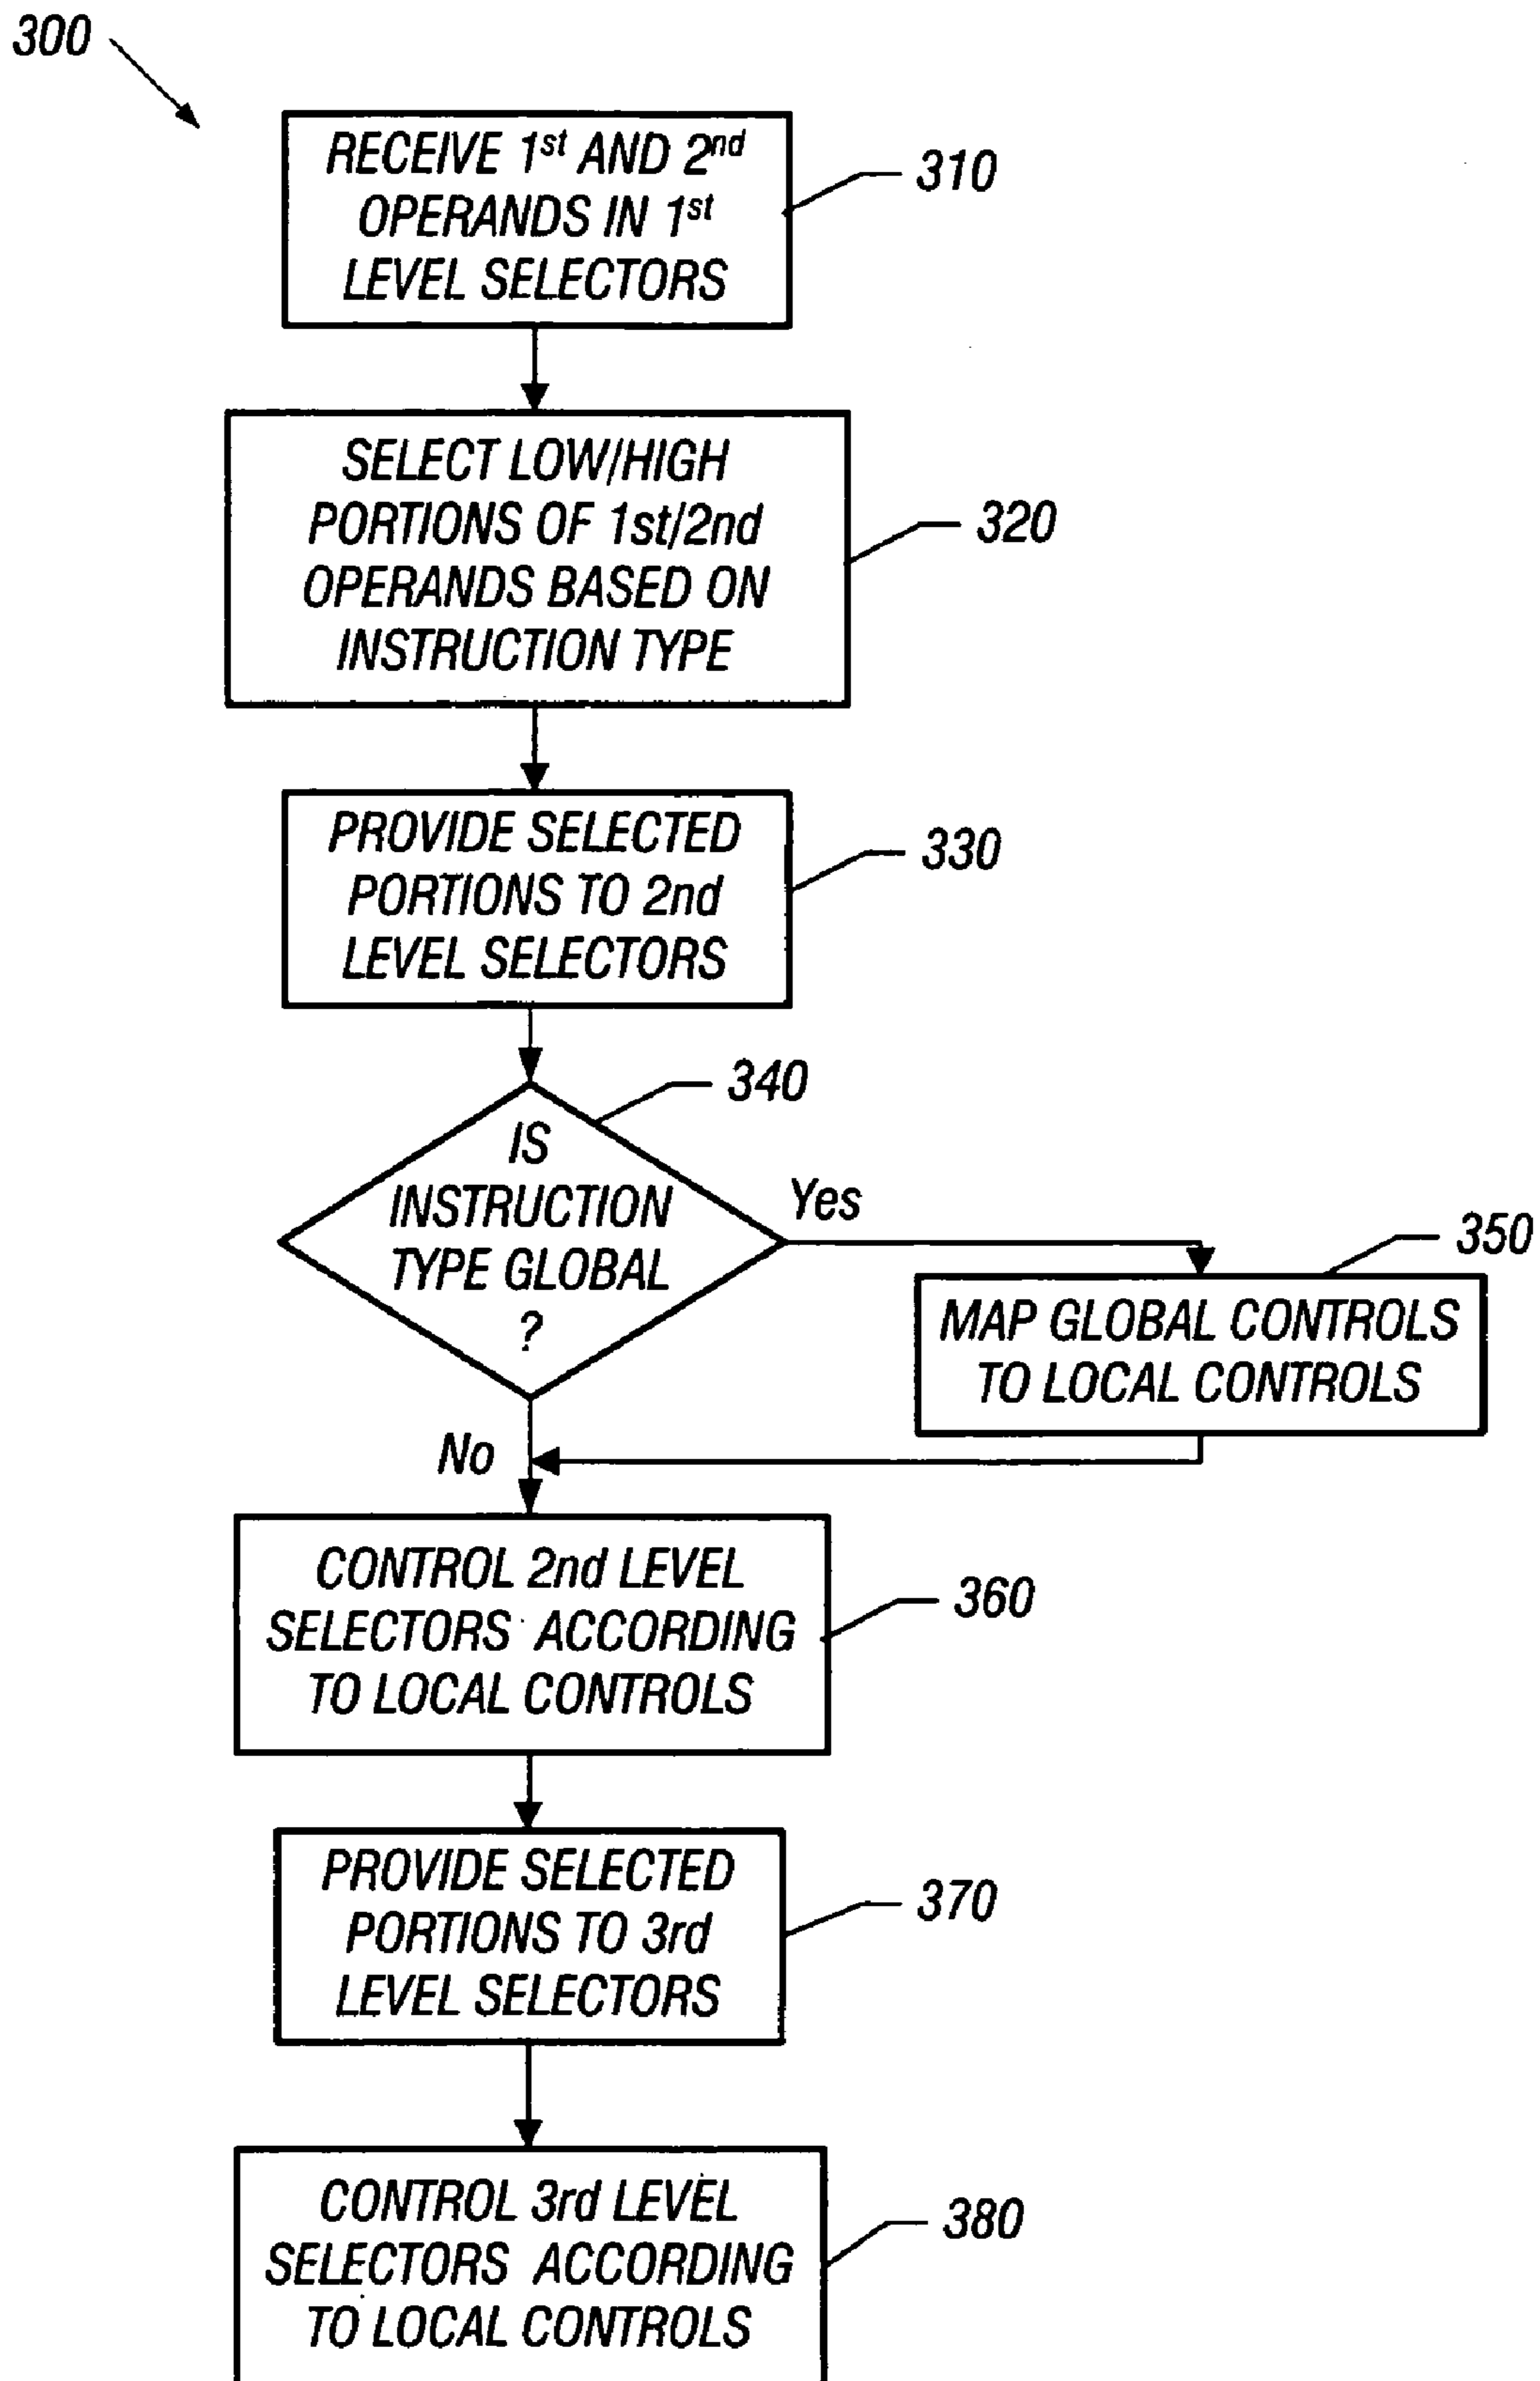 300
RECEIVE 1st AND 2nd
OPERANDS IN 1st
LEVEL SELECTORS
310
SELECT LOW/HIGH
PORTIONS OF 1st/2nd
OPERANDS BASED ON
INSTRUCTION TYPE
320
PROVIDE SELECTED
PORTIONS TO 2nd
LEVEL SELECTORS
330
IS
INSTRUCTION
TYPE GLOBAL
?
340
Yes
MAP GLOBAL CONTROLS
TO LOCAL CONTROLS
350
No
CONTROL 2nd LEVEL
SELECTORS ACCORDING
TO LOCAL CONTROLS
360
PROVIDE SELECTED
PORTIONS TO 3rd
LEVEL SELECTORS
370
CONTROL 3rd LEVEL
SELECTORS ACCORDING
TO LOCAL CONTROLS
380